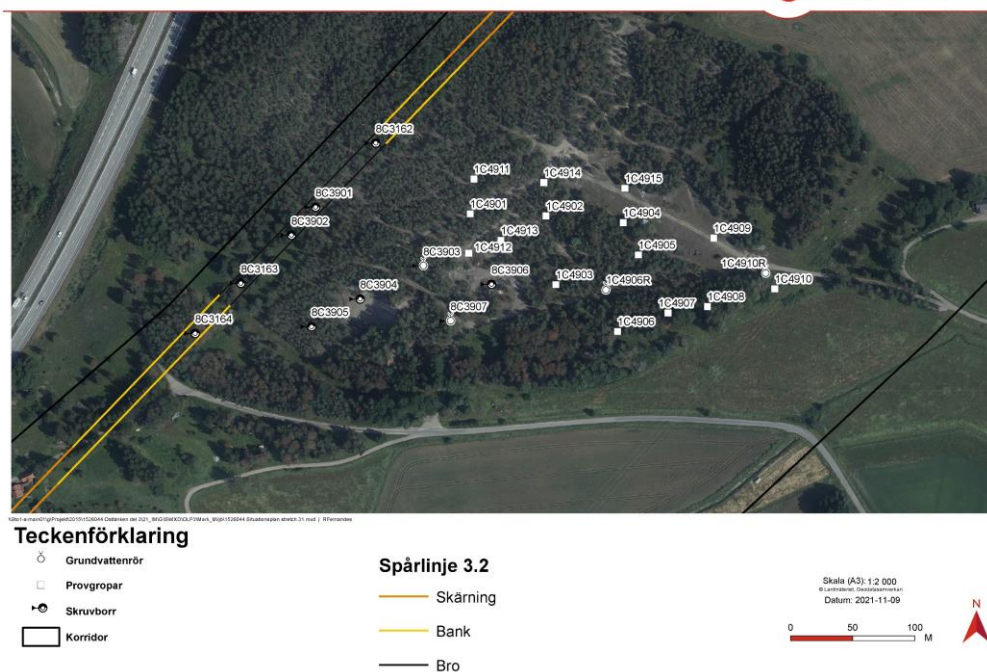 8C3162
1C4911
1C4914
1C4915
8C3901
1C4901
1C4902
1C4904
8C3902
1C4913
1C4909
8C3903
1C4912
1C4905
8C3163
8C3906
1C4903
1C4906R
1C4910R
1C4910
8C3904
8C3905
8C3907
1C4907
1C4908
8C3164
1C4906
Teckenförklaring
Grundvattenrör
Provgropar
Skruvborr
Korridor
Spårlinje 3.2
Skärning
Bank
Bro
Skala (A3): 1:2 000
© Lantmäteriet, Geodatasamverkan
Datum: 2021-11-09
0 50 100 M
N